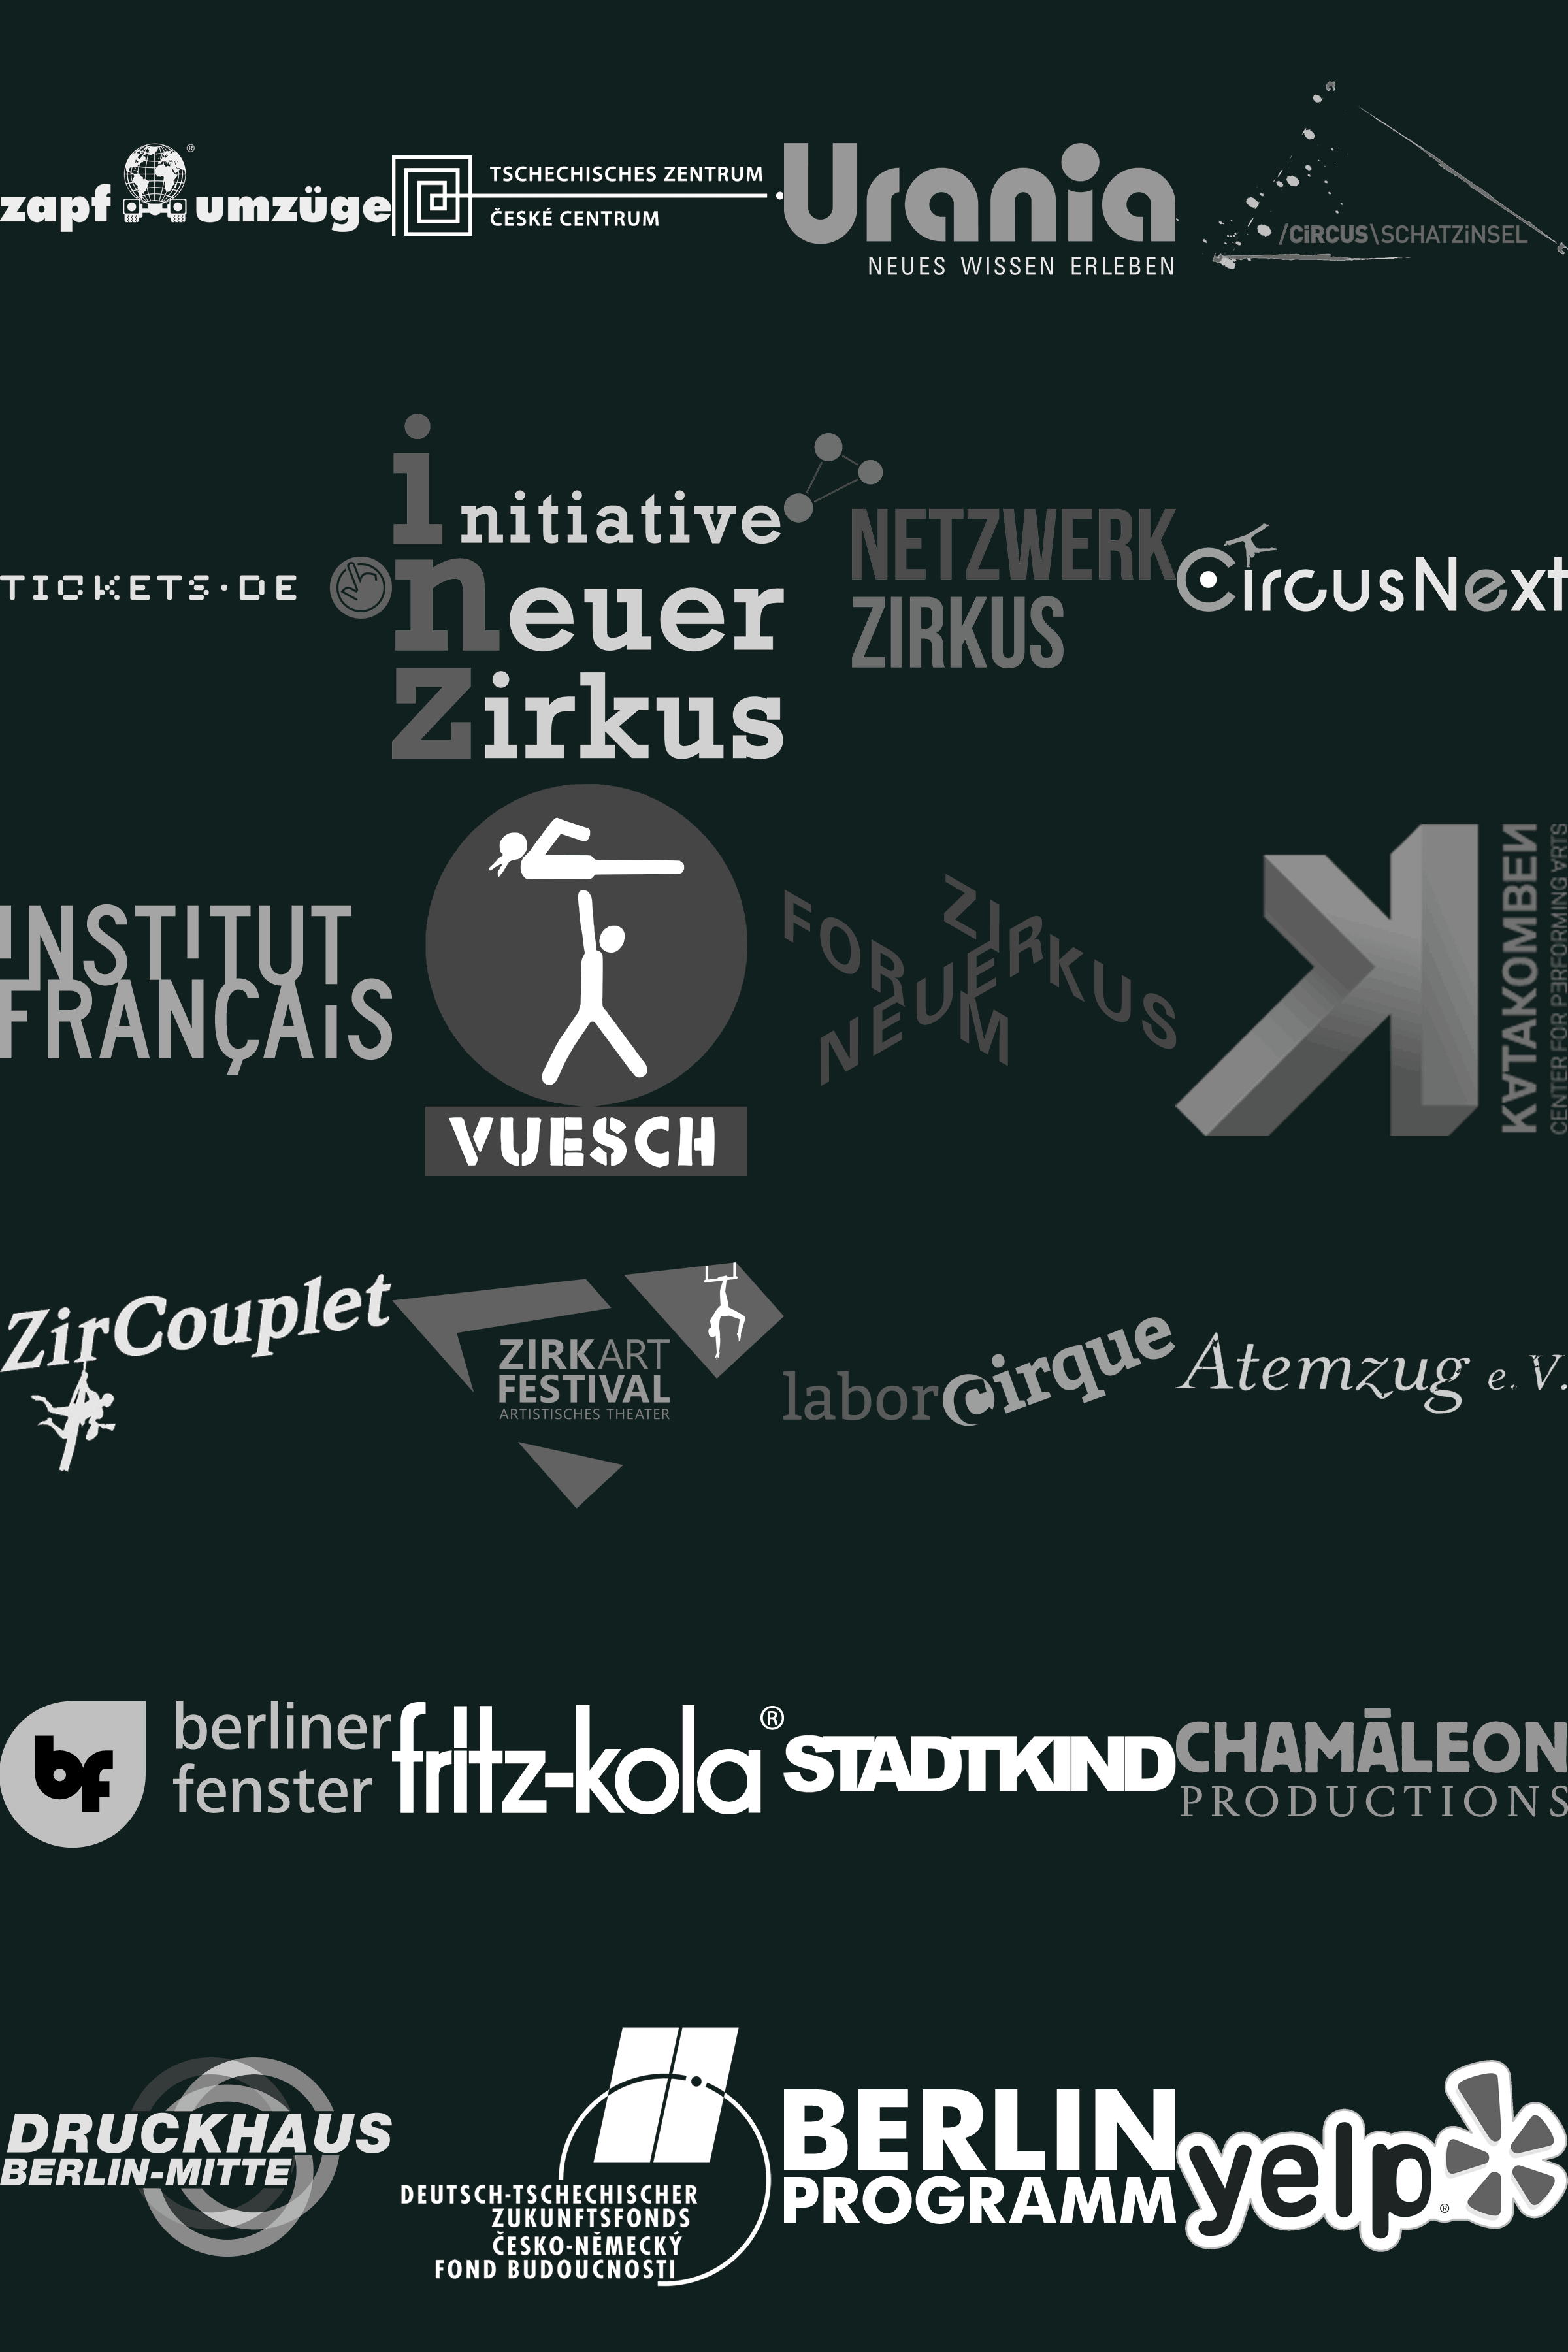 zapf umzüge ®
TSCHECHISCHES ZENTRUM
ČESKÉ CENTRUM
Urania
NEUES WISSEN ERLEBEN
/CiRCUS\SCHATZiNSEL
TICKETS·DE
initiative
neuer
Zirkus
NETZWERK
ZIRKUS
CircusNext
INSTITUT
FRANÇAiS
VUESCH
FORUM
NEUER
ZIRKUS
KATAKOMBEN
CENTER FOR PERFORMING ARTS
ZirCouplet
ZIRKART
FESTIVAL
ARTISTISCHES THEATER
laborCirque
Atemzug e. V.
bf
berliner
fenster
fritz-kola®
STADTKIND
CHAMÄLEON
PRODUCTIONS
DRUCKHAUS
BERLIN-MITTE
DEUTSCH-TSCHECHISCHER
ZUKUNFTSFONDS
ČESKO-NĚMECKÝ
FOND BUDOUCNOSTI
BERLIN
PROGRAMM
yelp®